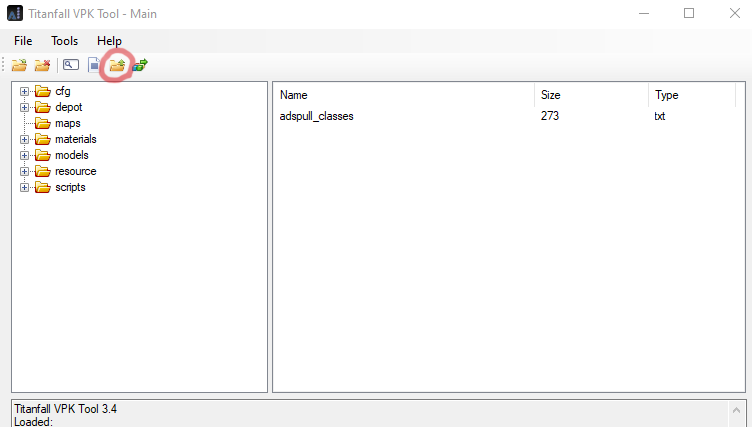 Titanfall VPK Tool - Main
File Tools Help
cfg
depot
maps
materials
models
resource
scripts
Name Size Type
adspull_classes 273 txt
Titanfall VPK Tool 3.4
Loaded: